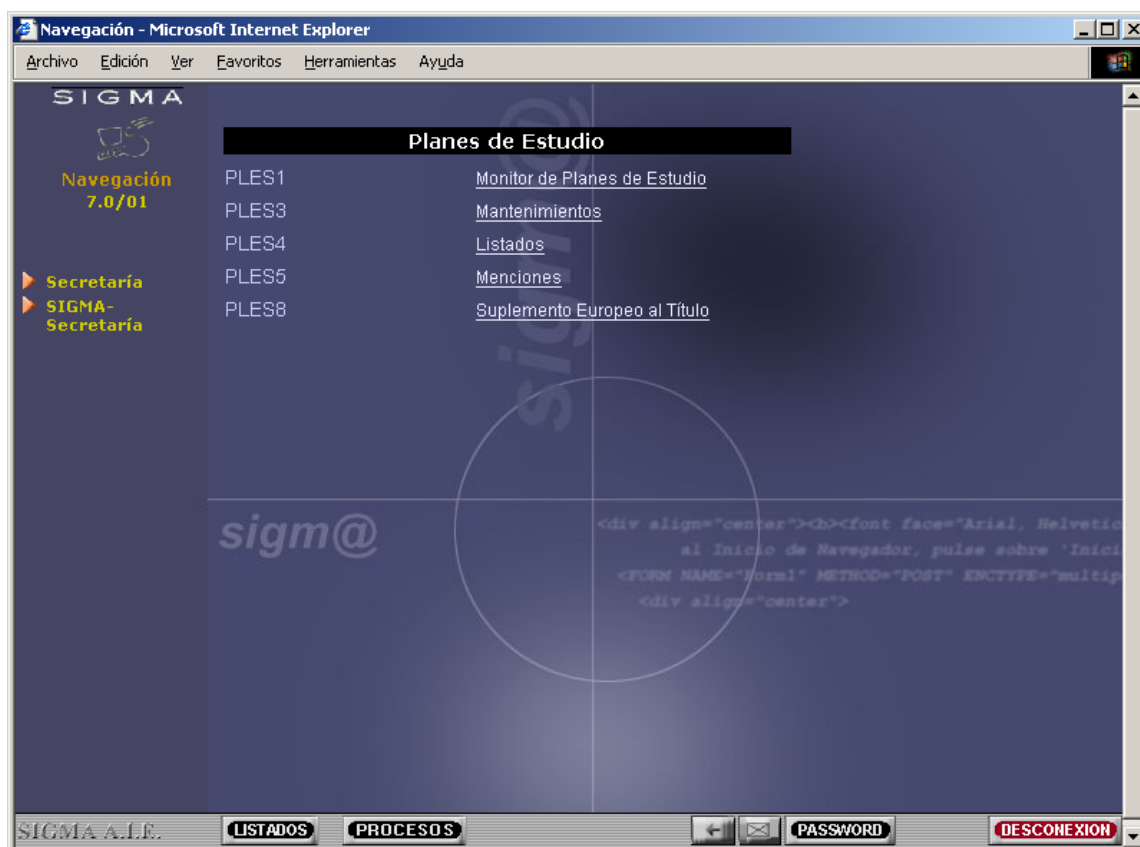 Navegación - Microsoft Internet Explorer
Archivo Edición Ver Favoritos Herramientas Ayuda
SIGMA
Navegación
7.0/01
Secretaría
SIGMA-
Secretaría
Planes de Estudio
PLES1 Monitor de Planes de Estudio
PLES3 Mantenimientos
PLES4 Listados
PLES5 Menciones
PLES8 Suplemento Europeo al Título
sigm@
sigm@
<div align="center"><b><font face="Arial, Helvetic
al Inicio de Navegador, pulse sobre 'Inici
<FORM NAME="Form1" METHOD="POST" ENCTYPE="multip
<div align="center">
SIGMA A.I.E. LISTADOS PROCESOS PASSWORD DESCONEXION